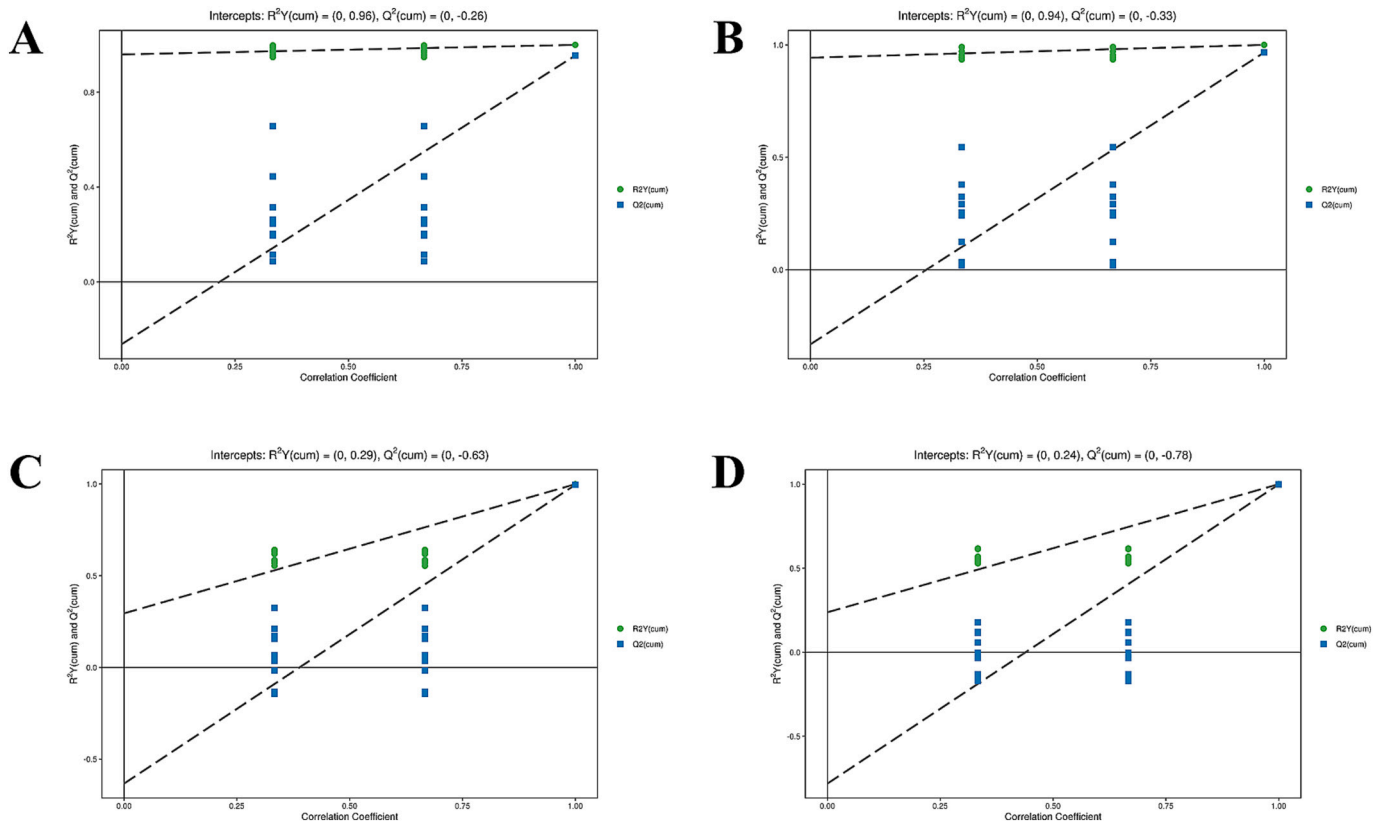 A
Intercepts: R²Y(cum) = (0, 0.96), Q²(cum) = (0, -0.26)
R²Y(cum) and Q²(cum)
0.8
0.4
0.0
0.00 0.25 0.50 0.75 1.00
Correlation Coefficient
R2Y(cum)
Q2(cum)
B
Intercepts: R²Y(cum) = (0, 0.94), Q²(cum) = (0, -0.33)
R²Y(cum) and Q²(cum)
1.0
0.5
0.0
0.00 0.25 0.50 0.75 1.00
Correlation Coefficient
R2Y(cum)
Q2(cum)
C
Intercepts: R²Y(cum) = (0, 0.29), Q²(cum) = (0, -0.63)
R²Y(cum) and Q²(cum)
1.0
0.5
0.0
-0.5
0.00 0.25 0.50 0.75 1.00
Correlation Coefficient
R2Y(cum)
Q2(cum)
D
Intercepts: R²Y(cum) = (0, 0.24), Q²(cum) = (0, -0.78)
R²Y(cum) and Q²(cum)
1.0
0.5
0.0
-0.5
0.00 0.25 0.50 0.75 1.00
Correlation Coefficient
R2Y(cum)
Q2(cum)